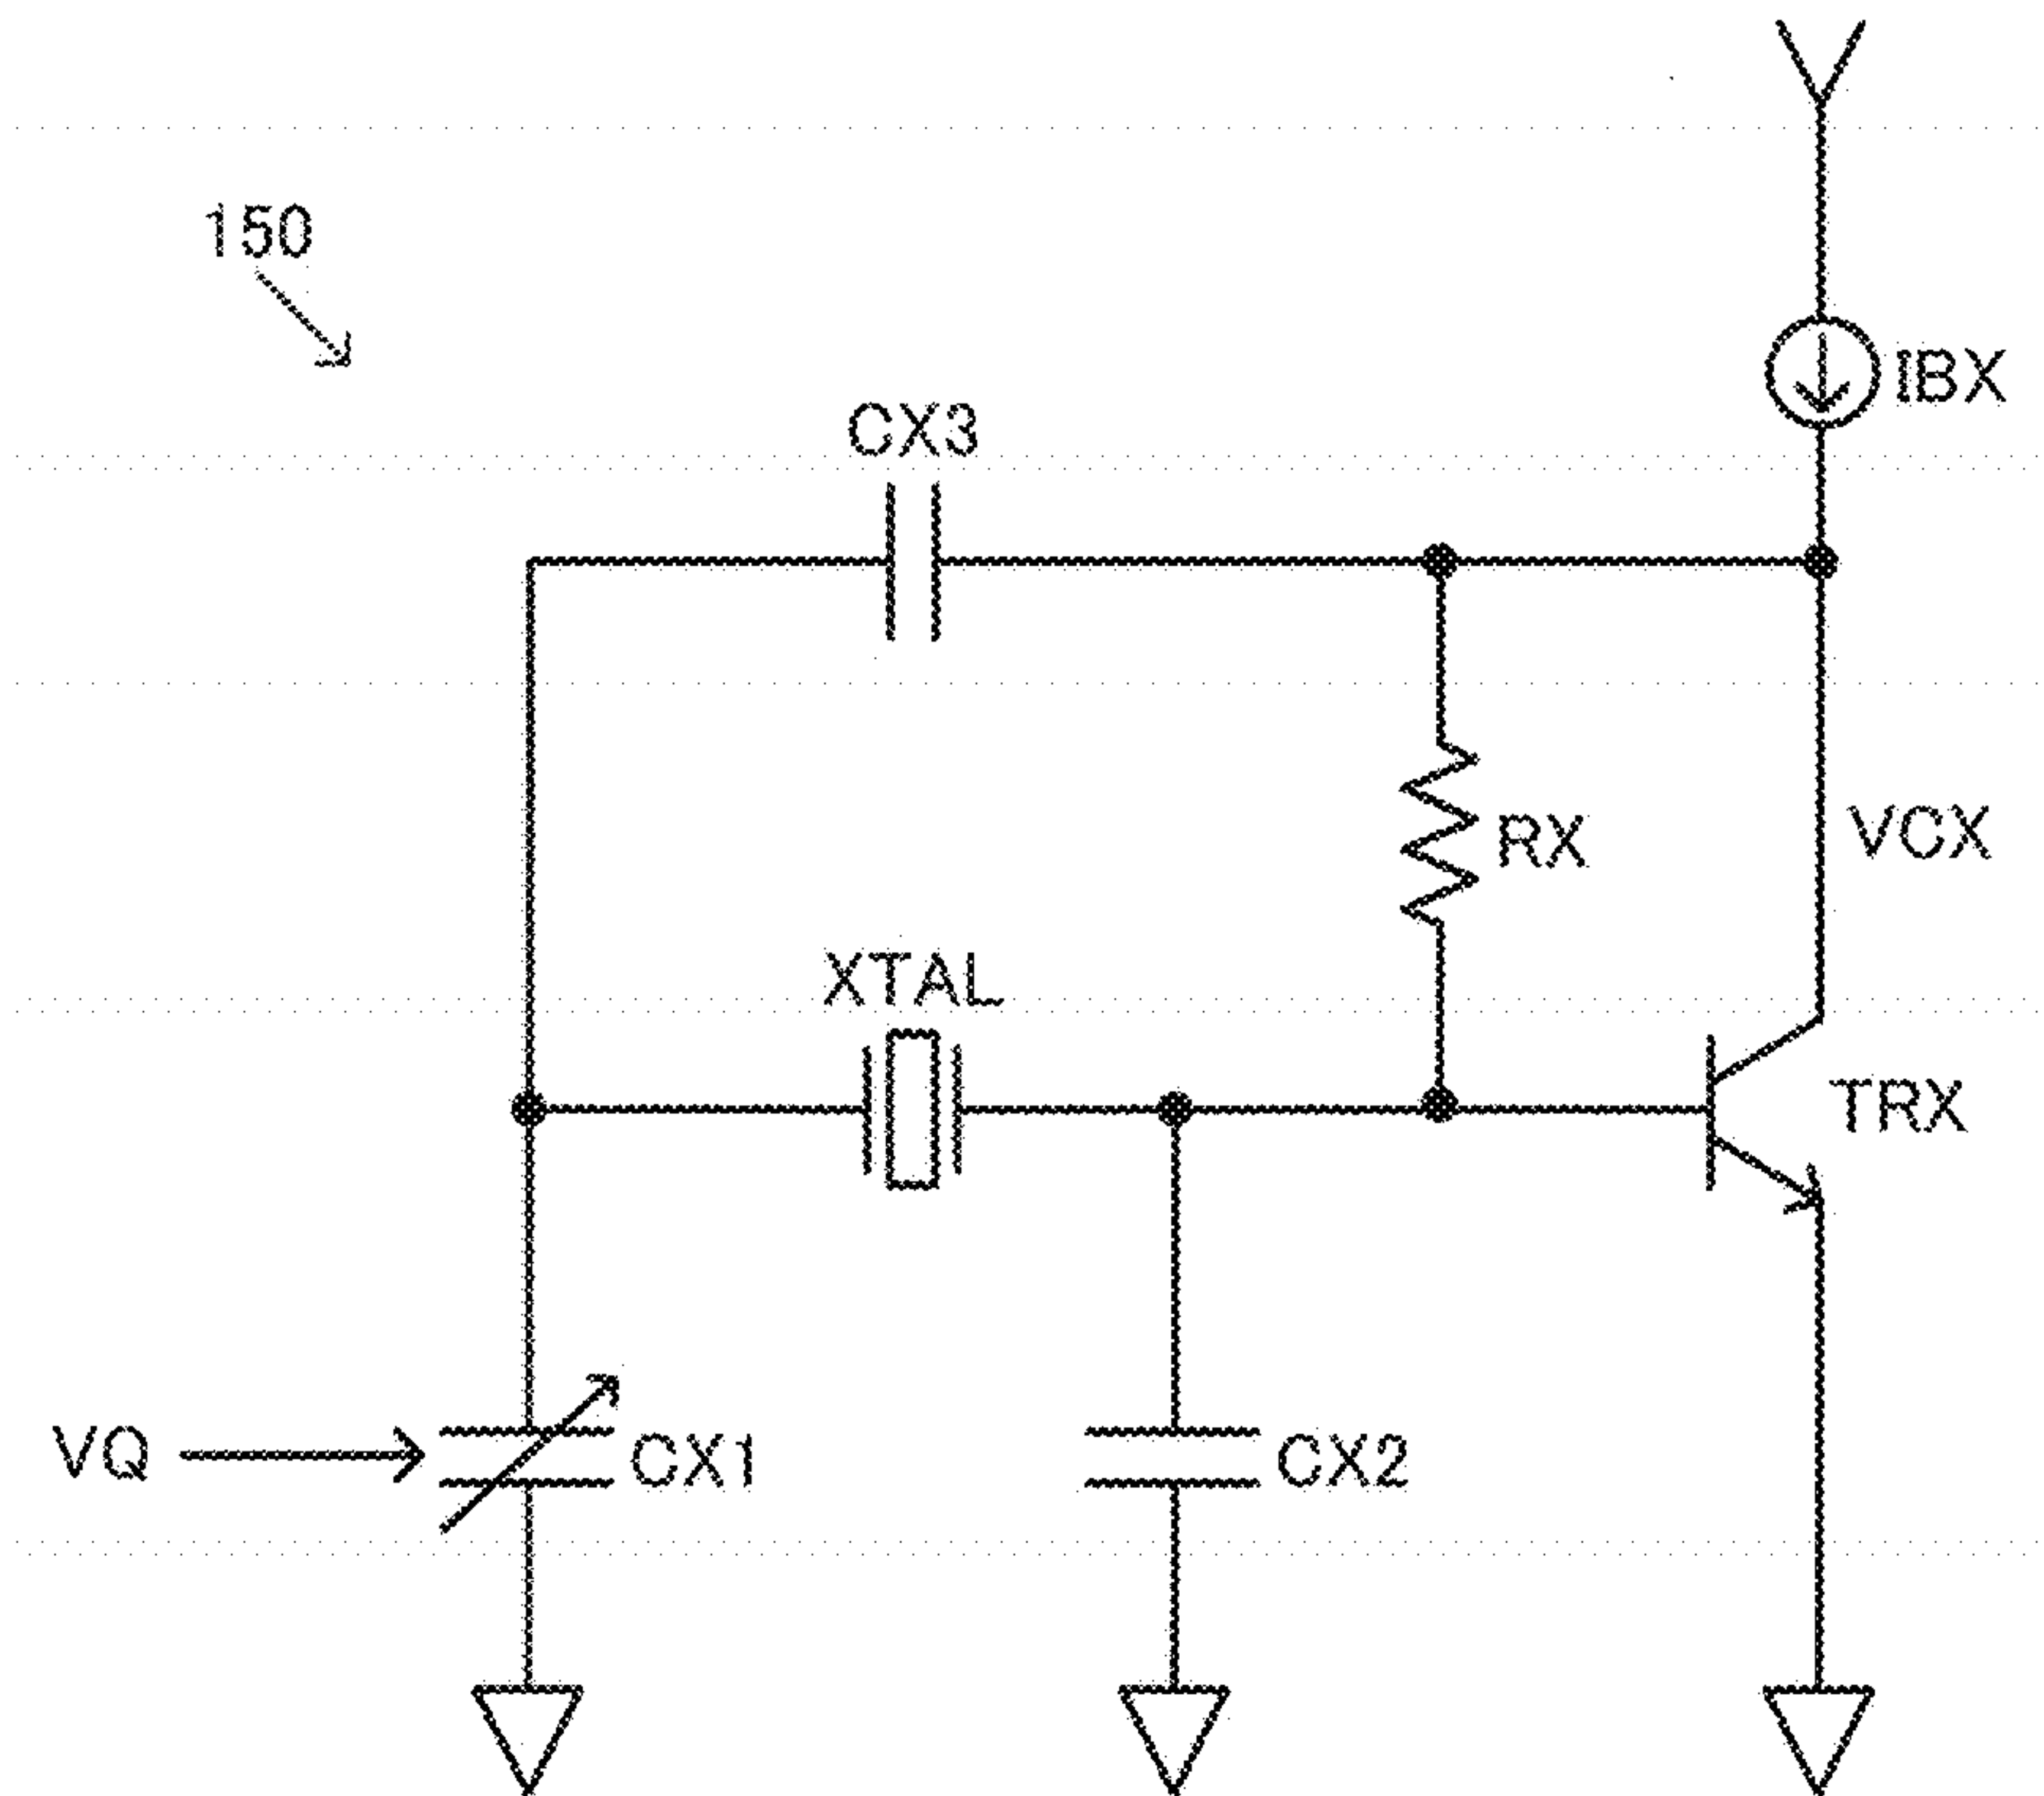 150
IBX
CX3
RX
VCX
XTAL
TRX
VQ
CX1
CX2